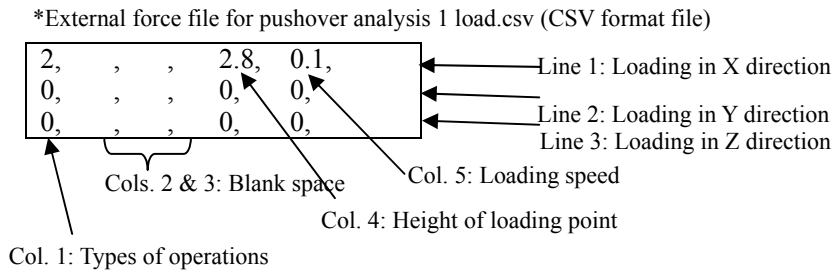 *External force file for pushover analysis 1 load.csv (CSV format file)
2, , , 2.8, 0.1,
0, , , 0, 0,
0, , , 0, 0,
Line 1: Loading in X direction
Line 2: Loading in Y direction
Line 3: Loading in Z direction
Cols. 2 & 3: Blank space
Col. 5: Loading speed
Col. 4: Height of loading point
Col. 1: Types of operations